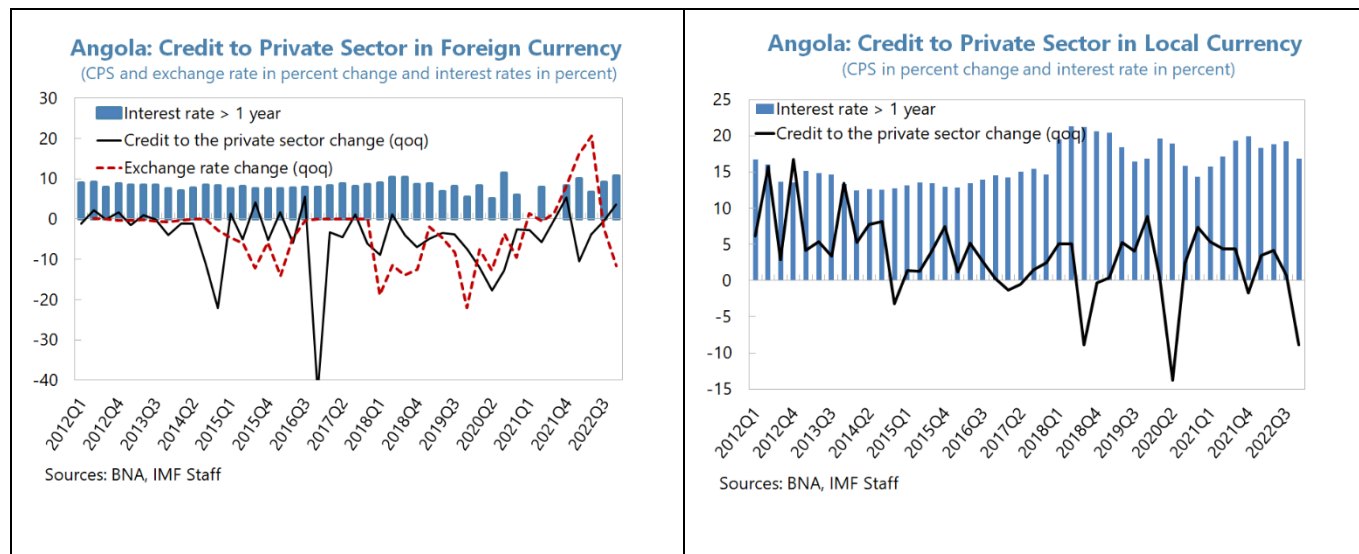 Angola: Credit to Private Sector in Foreign Currency
(CPS and exchange rate in percent change and interest rates in percent)
30
20
10
0
-10
-20
-30
-40
Interest rate > 1 year
Credit to the private sector change (qoq)
Exchange rate change (qoq)
2012Q1
2012Q4
2013Q3
2014Q2
2015Q1
2015Q4
2016Q3
2017Q2
2018Q1
2018Q4
2019Q3
2020Q2
2021Q1
2021Q4
2022Q3
Sources: BNA, IMF Staff
Angola: Credit to Private Sector in Local Currency
(CPS in percent change and interest rate in percent)
25
20
15
10
5
0
-5
-10
-15
Interest rate > 1 year
Credit to the private sector change (qoq)
2012Q1
2012Q4
2013Q3
2014Q2
2015Q1
2015Q4
2016Q3
2017Q2
2018Q1
2018Q4
2019Q3
2020Q2
2021Q1
2021Q4
2022Q3
Sources: BNA, IMF Staff